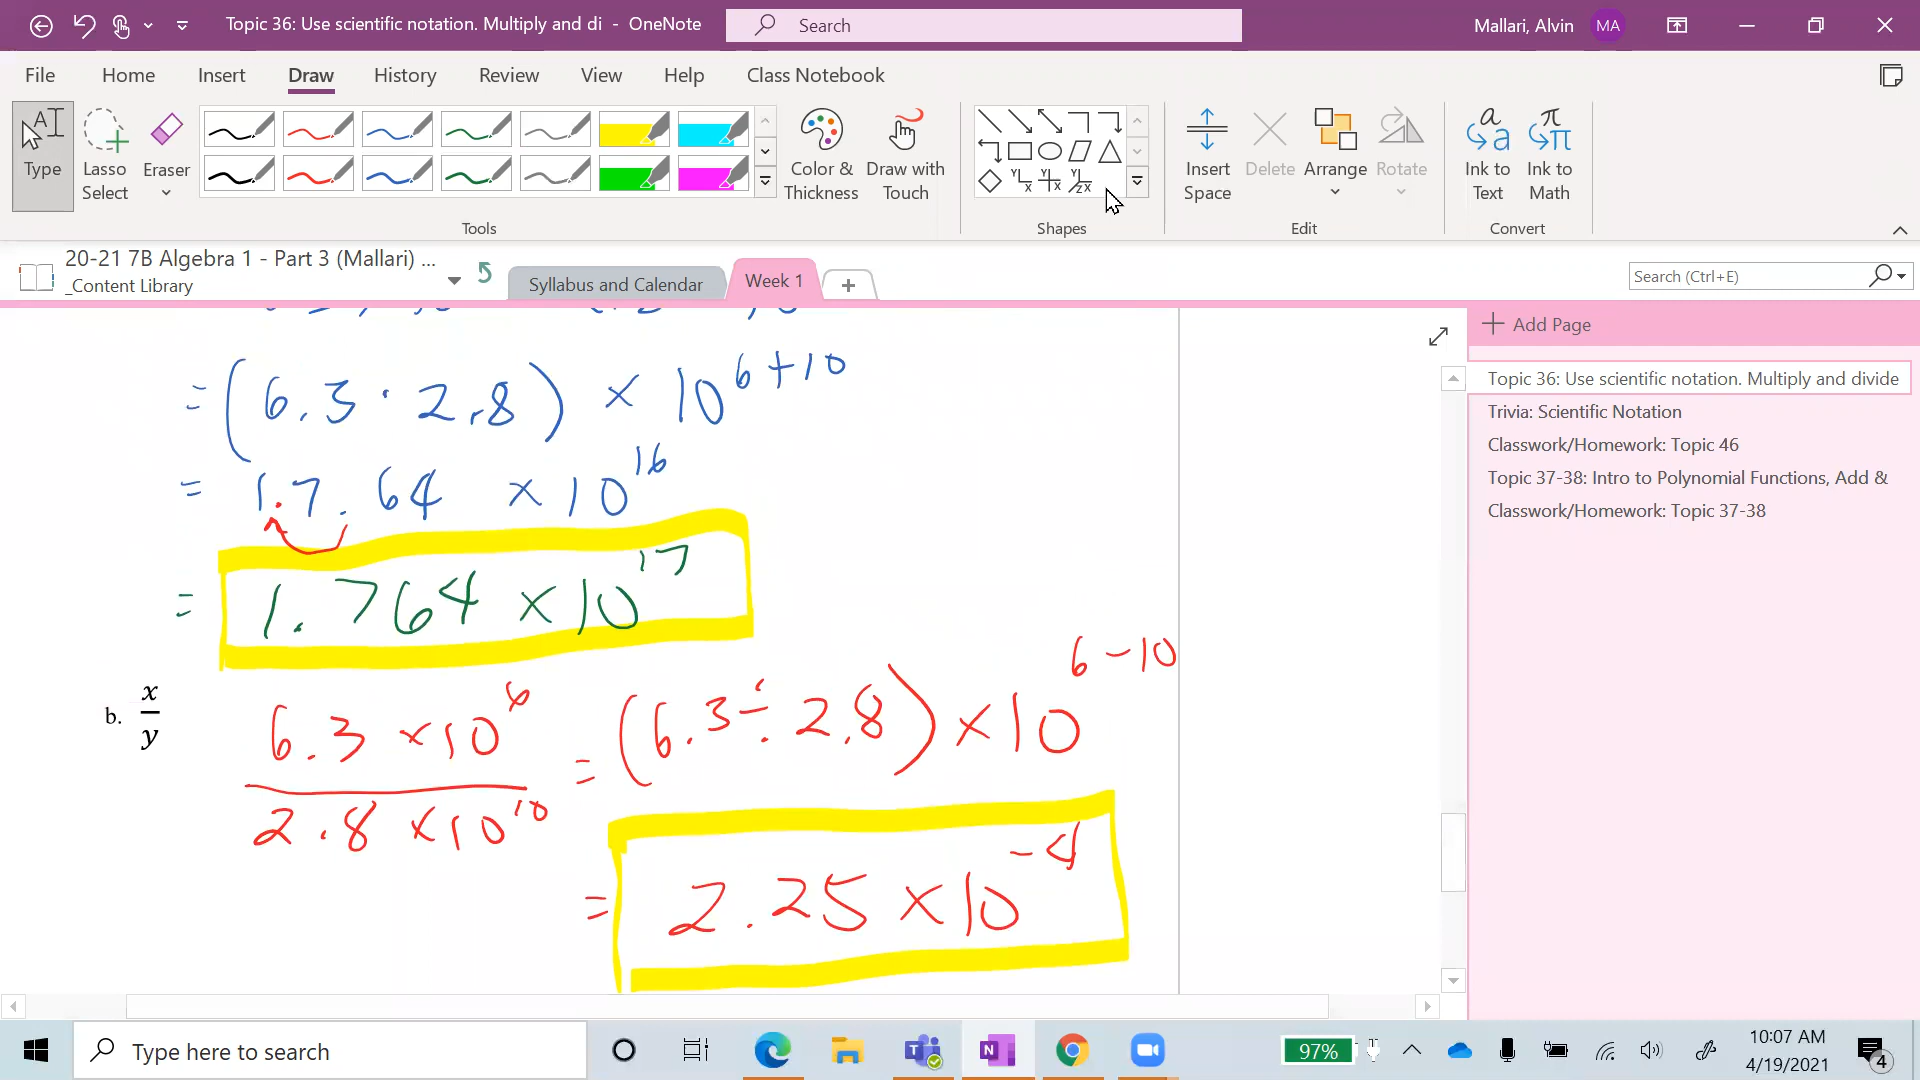 Topic 36: Use scientific notation. Multiply and di - OneNote
Search
Mallari, Alvin
MA
File Home Insert Draw History Review View Help Class Notebook
Type
Lasso Select
Eraser
Color & Thickness
Draw with Touch
Insert Space
Delete
Arrange
Rotate
Ink to Text
Ink to Math
Tools
Shapes
Edit
Convert
20-21 7B Algebra 1 - Part 3 (Mallari) ...
_Content Library
Syllabus and Calendar
Week 1
Search (Ctrl+E)
Add Page
Topic 36: Use scientific notation. Multiply and divide
Trivia: Scientific Notation
Classwork/Homework: Topic 46
Topic 37-38: Intro to Polynomial Functions, Add &
Classwork/Homework: Topic 37-38
= (6.3 · 2.8) × 10^(6+10)
= 1.7.64 × 10^16
= 1.764 × 10^17
b. x/y
6.3 × 10^6 / 2.8 × 10^10 = (6.3 ÷ 2.8) × 10^(6-10)
= 2.25 × 10^-4
Type here to search
97%
10:07 AM
4/19/2021
4